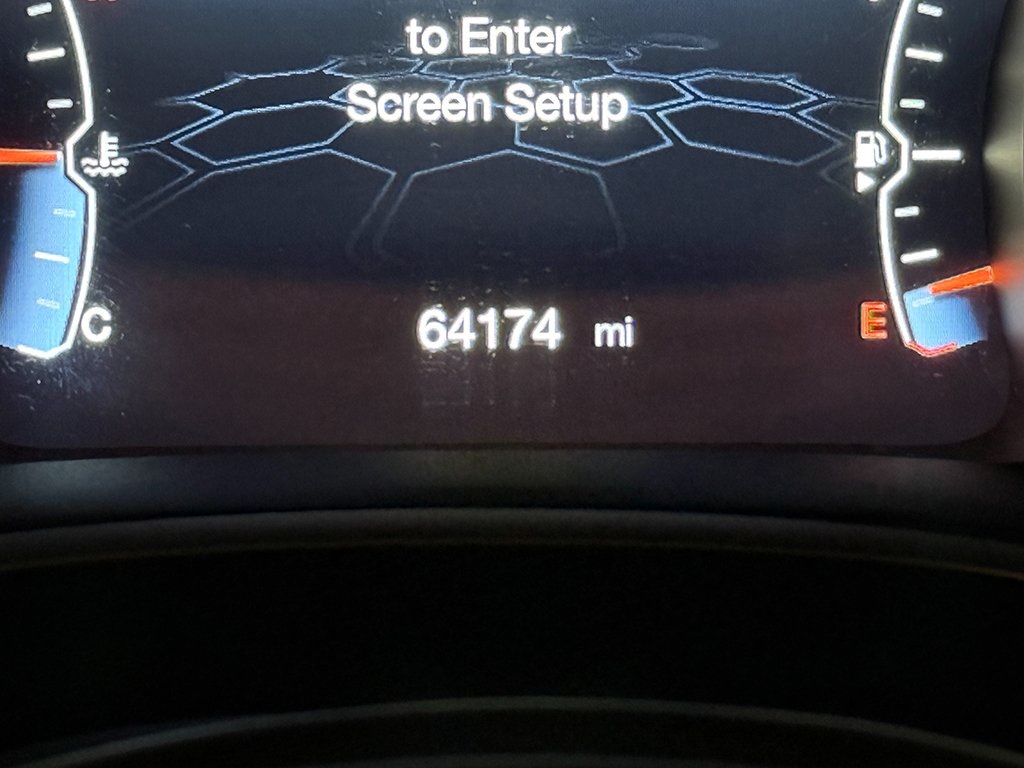 to Enter
Screen Setup
64174 mi
C
E